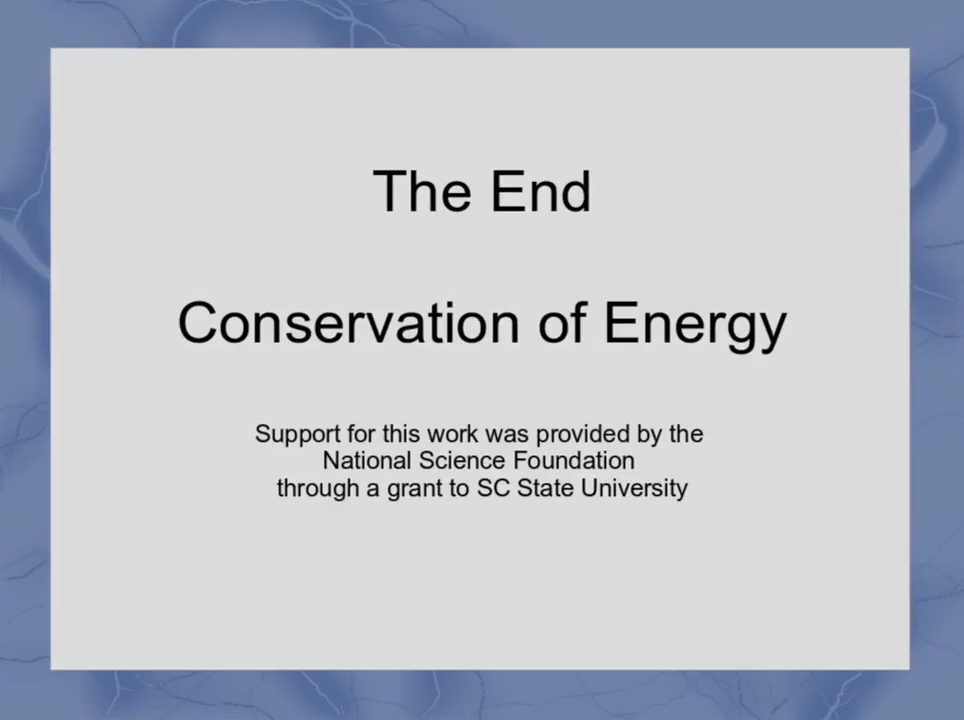 The End
Conservation of Energy
Support for this work was provided by the
National Science Foundation
through a grant to SC State University